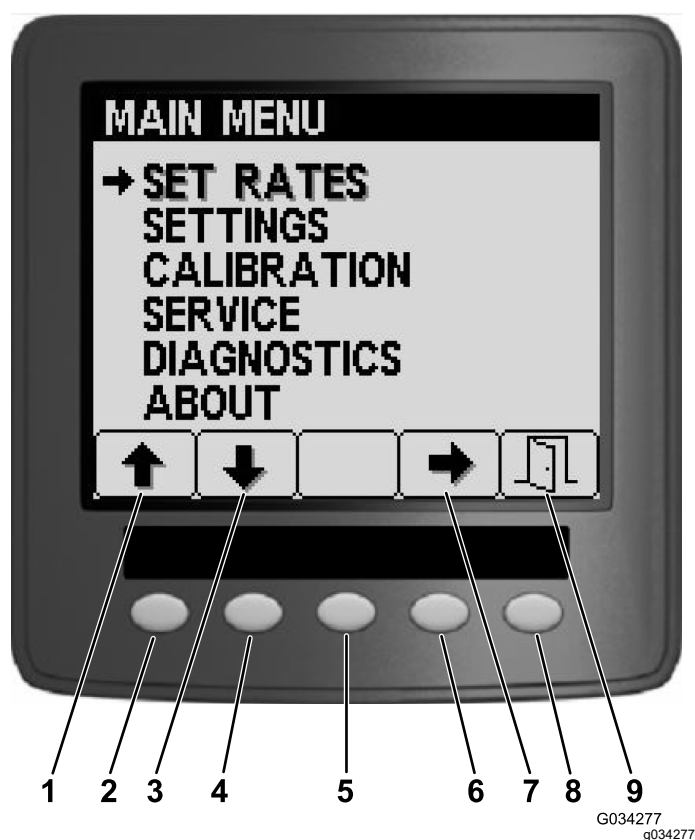 MAIN MENU
SET RATES
SETTINGS
CALIBRATION
SERVICE
DIAGNOSTICS
ABOUT
1 2 3 4 5 6 7 8 9
G034277
g034277